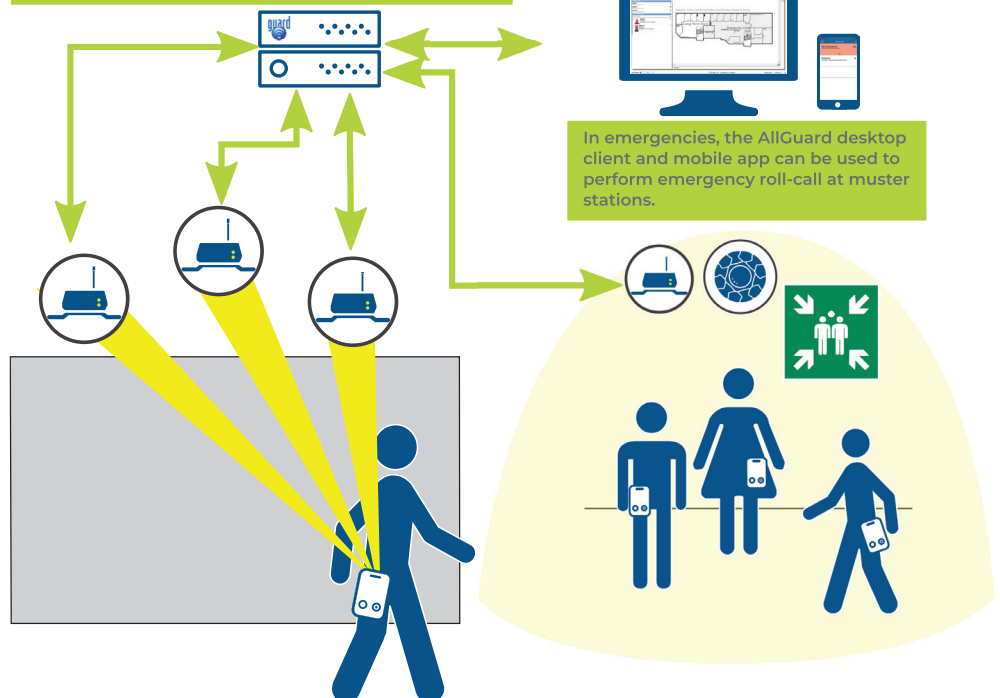 guard
In emergencies, the AllGuard desktop
client and mobile app can be used to
perform emergency roll-call at muster
stations.